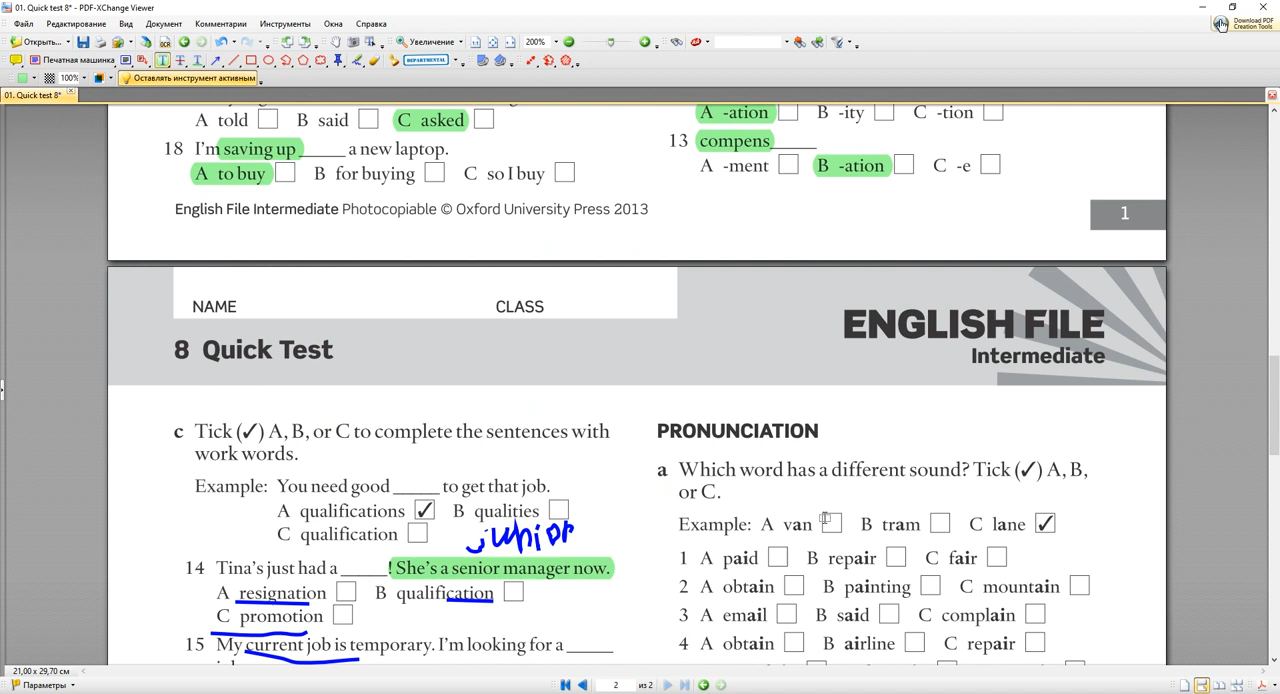 01. Quick test 8* - PDF-XChange Viewer
Файл Редактирование Вид Документ Комментарии Инструменты Окна Справка
Открыть... OCR Увеличение 200% Download PDF Creation Tools
Печатная машинка DEPARTMENTAL
100% Оставлять инструмент активным
01. Quick test 8*
A told B said C asked
18 I'm saving up ____ a new laptop.
A to buy B for buying C so I buy
English File Intermediate Photocopiable © Oxford University Press 2013
A -ation B -ity C -tion
13 compens____
A -ment B -ation C -e
1
NAME CLASS
8 Quick Test
ENGLISH FILE
Intermediate
c Tick (✓) A, B, or C to complete the sentences with
work words.
Example: You need good ____ to get that job.
A qualifications ✓ B qualities
C qualification
junior
14 Tina's just had a ____! She's a senior manager now.
A resignation B qualification
C promotion
15 My current job is temporary. I'm looking for a ____
PRONUNCIATION
a Which word has a different sound? Tick (✓) A, B,
or C.
Example: A van B tram C lane ✓
1 A paid B repair C fair
2 A obtain B painting C mountain
3 A email B said C complain
4 A obtain B airline C repair
21,00 x 29,70 см
Параметры 2 из 2